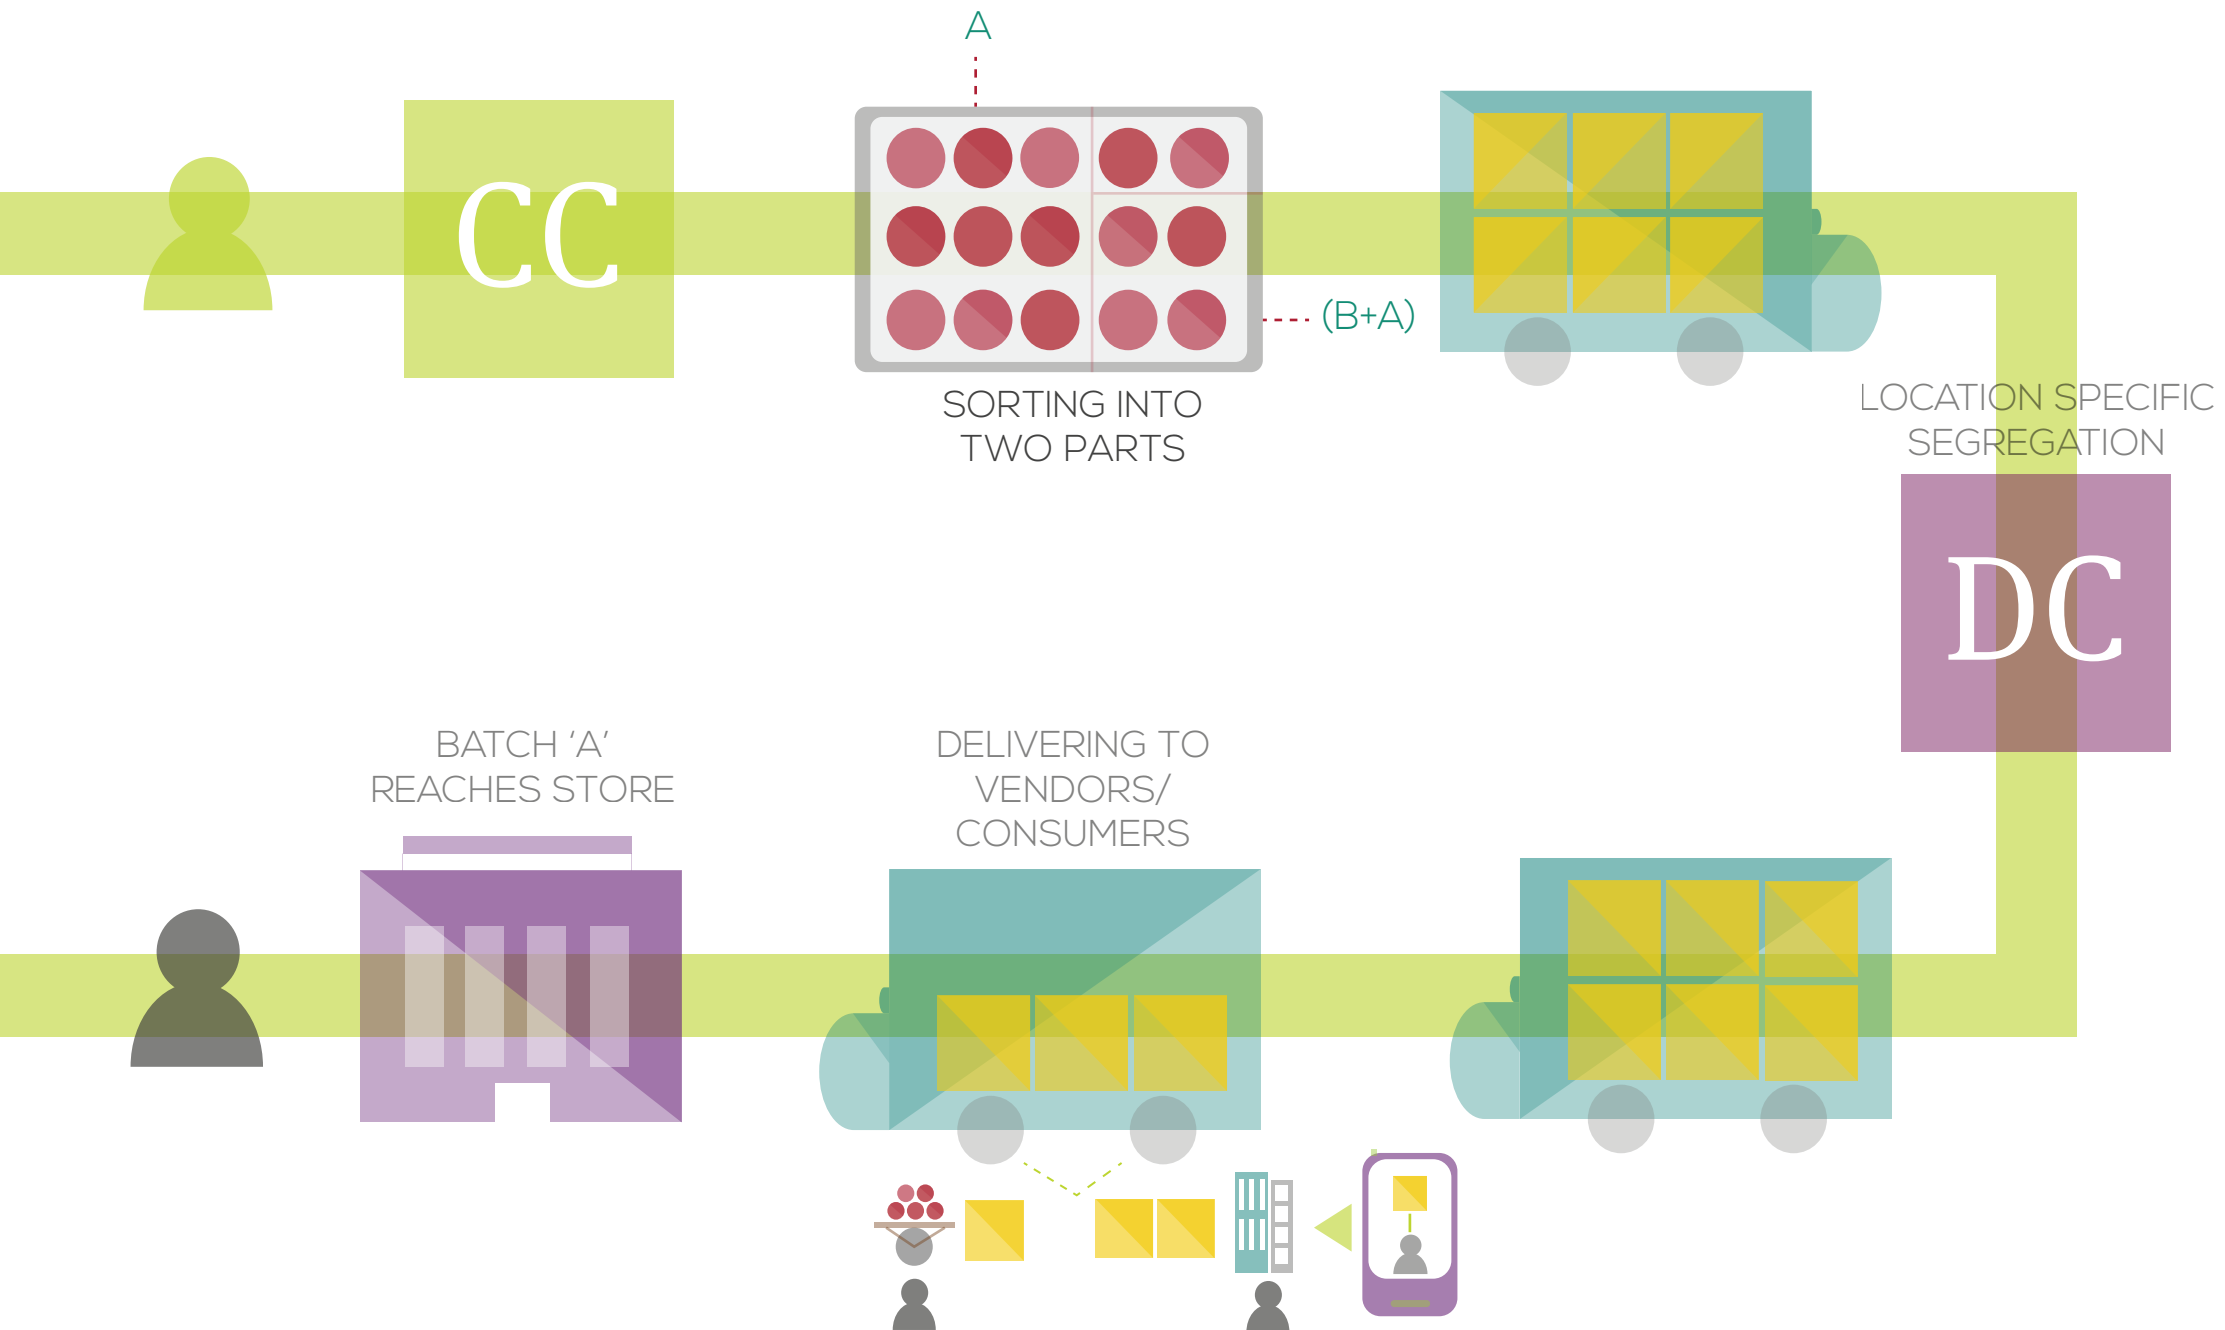 A
CC
(B+A)
SORTING INTO
TWO PARTS
LOCATION SPECIFIC
SEGREGATION
DC
BATCH ‘A’
REACHES STORE
DELIVERING TO
VENDORS/
CONSUMERS